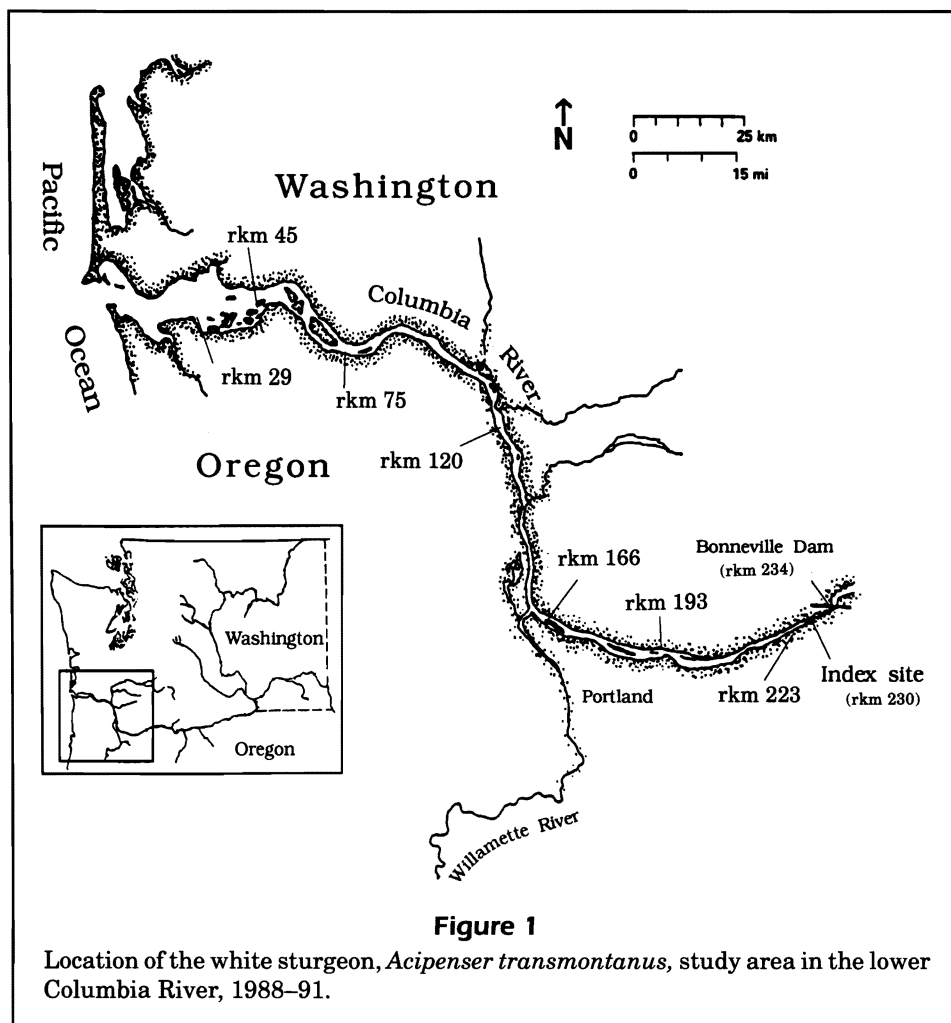 N
0 25 km
0 15 mi
Pacific
Ocean
Washington
rkm 45
Columbia
River
rkm 29
rkm 75
Oregon
rkm 120
rkm 166
Bonneville Dam
(rkm 234)
rkm 193
Index site
(rkm 230)
rkm 223
Portland
Willamette River
Washington
Oregon
Figure 1
Location of the white sturgeon, Acipenser transmontanus, study area in the lower
Columbia River, 1988–91.